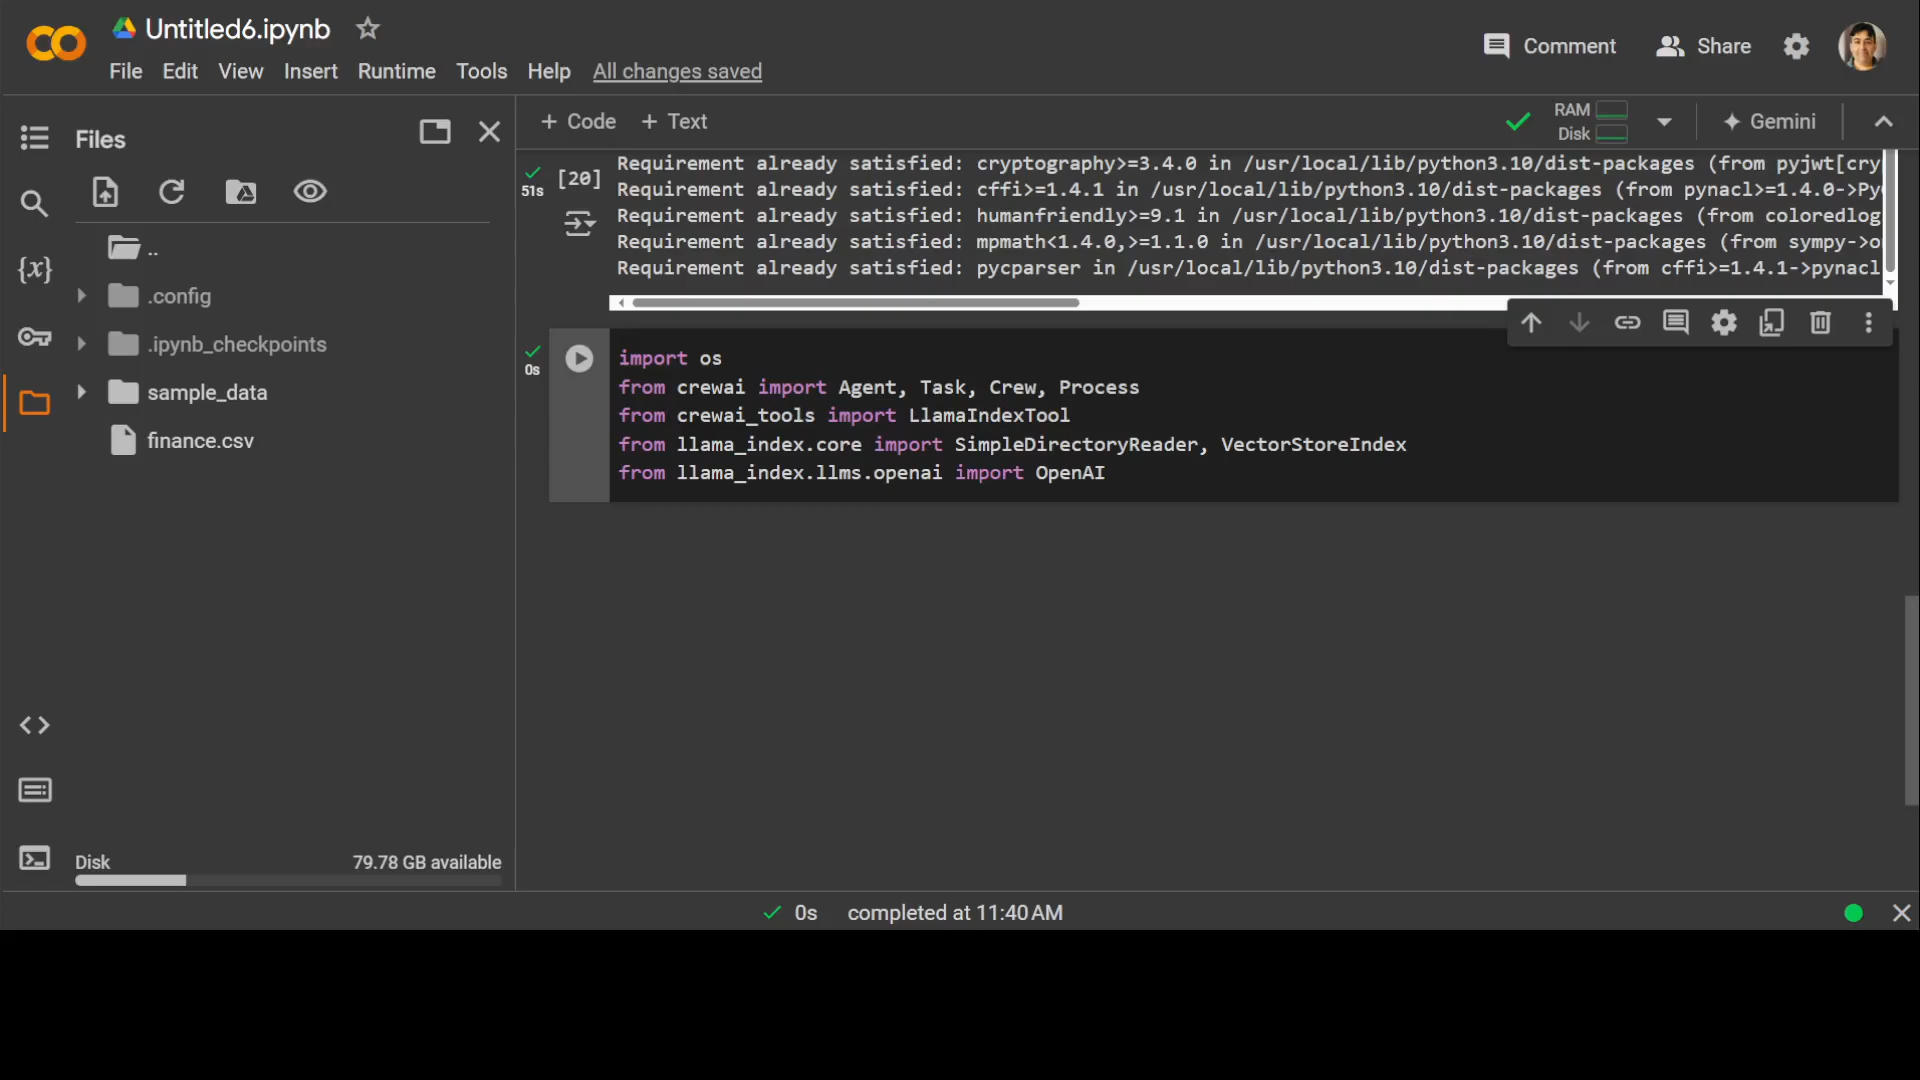 Untitled6.ipynb
File Edit View Insert Runtime Tools Help All changes saved
Comment Share
Files
+ Code + Text
RAM
Disk
Gemini
51s
[20]
Requirement already satisfied: cryptography>=3.4.0 in /usr/local/lib/python3.10/dist-packages (from pyjwt[cry
Requirement already satisfied: cffi>=1.4.1 in /usr/local/lib/python3.10/dist-packages (from pynacl>=1.4.0->Py
Requirement already satisfied: humanfriendly>=9.1 in /usr/local/lib/python3.10/dist-packages (from coloredlog
Requirement already satisfied: mpmath<1.4.0,>=1.1.0 in /usr/local/lib/python3.10/dist-packages (from sympy->o
Requirement already satisfied: pycparser in /usr/local/lib/python3.10/dist-packages (from cffi>=1.4.1->pynacl
..
.config
.ipynb_checkpoints
sample_data
finance.csv
{x}
0s
import os
from crewai import Agent, Task, Crew, Process
from crewai_tools import LlamaIndexTool
from llama_index.core import SimpleDirectoryReader, VectorStoreIndex
from llama_index.llms.openai import OpenAI
Disk 79.78 GB available
0s completed at 11:40 AM